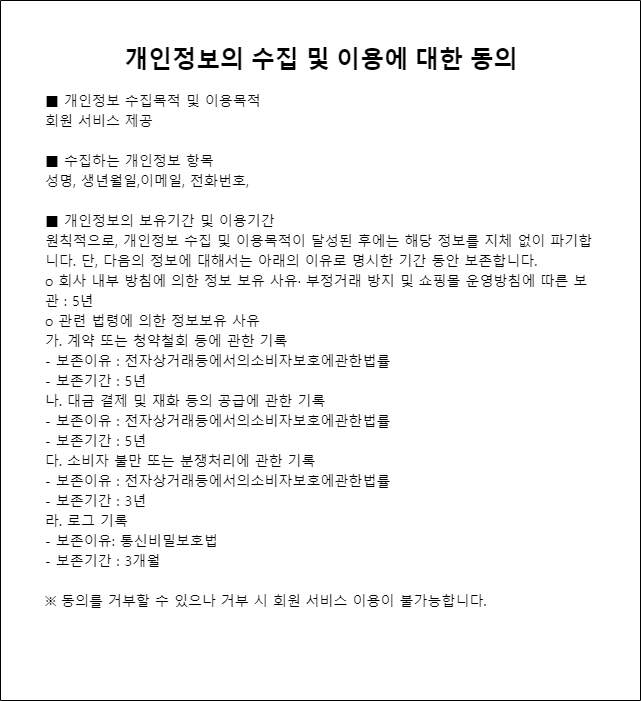 개인정보의 수집 및 이용에 대한 동의
■ 개인정보 수집목적 및 이용목적
회원 서비스 제공
■ 수집하는 개인정보 항목
성명, 생년월일,이메일, 전화번호,
■ 개인정보의 보유기간 및 이용기간
원칙적으로, 개인정보 수집 및 이용목적이 달성된 후에는 해당 정보를 지체 없이 파기합
니다. 단, 다음의 정보에 대해서는 아래의 이유로 명시한 기간 동안 보존합니다.
o 회사 내부 방침에 의한 정보 보유 사유· 부정거래 방지 및 쇼핑몰 운영방침에 따른 보
관 : 5년
o 관련 법령에 의한 정보보유 사유
가. 계약 또는 청약철회 등에 관한 기록
- 보존이유 : 전자상거래등에서의소비자보호에관한법률
- 보존기간 : 5년
나. 대금 결제 및 재화 등의 공급에 관한 기록
- 보존이유 : 전자상거래등에서의소비자보호에관한법률
- 보존기간 : 5년
다. 소비자 불만 또는 분쟁처리에 관한 기록
- 보존이유 : 전자상거래등에서의소비자보호에관한법률
- 보존기간 : 3년
라. 로그 기록
- 보존이유: 통신비밀보호법
- 보존기간 : 3개월
※ 동의를 거부할 수 있으나 거부 시 회원 서비스 이용이 불가능합니다.